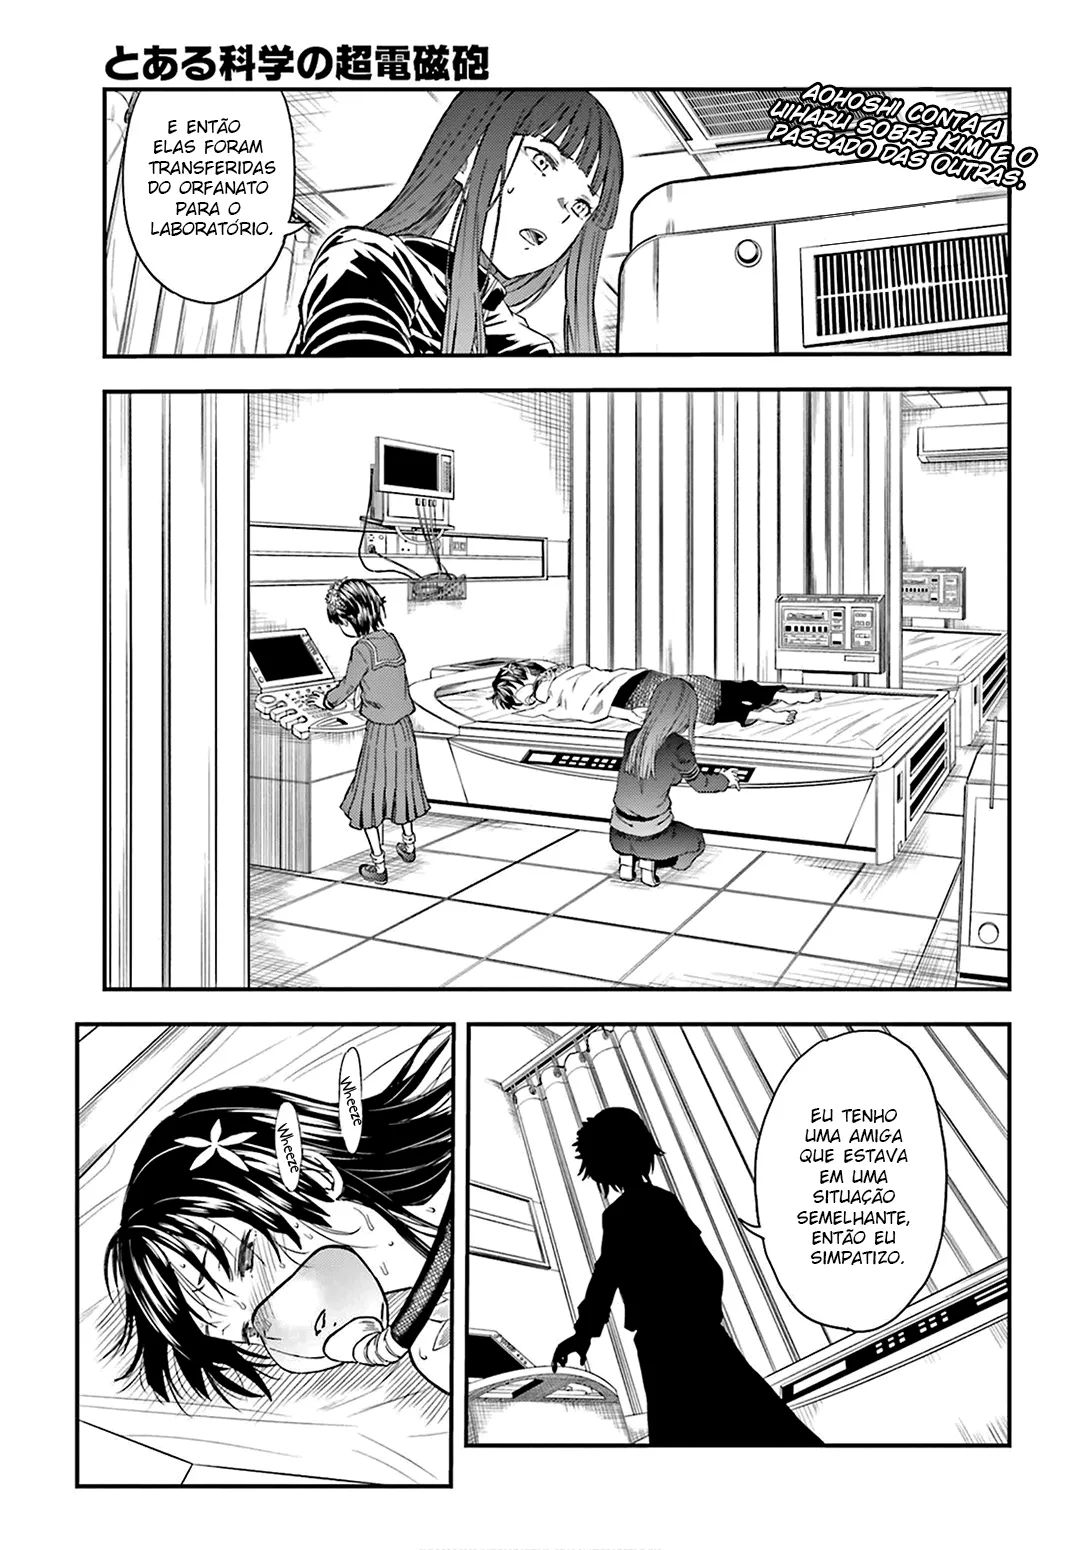 とある科学の超電磁砲
AOHOSHI CONTA A
UIHARU SOBRE KIMI E O
PASSADO DAS OUTRAS.
E ENTÃO
ELAS FORAM
TRANSFERIDAS
DO ORFANATO
PARA O
LABORATÓRIO.
EU TENHO
UMA AMIGA
QUE ESTAVA
EM UMA
SITUAÇÃO
SEMELHANTE,
ENTÃO EU
SIMPATIZO.
Wheeze
Wheeze